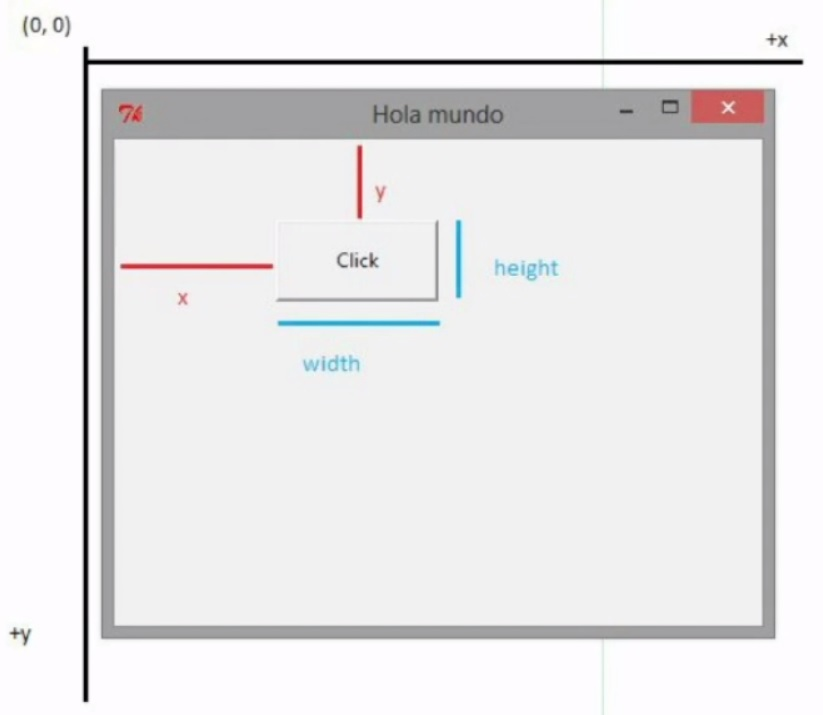 (0, 0)
+x
Hola mundo
y
Click
height
x
width
+y